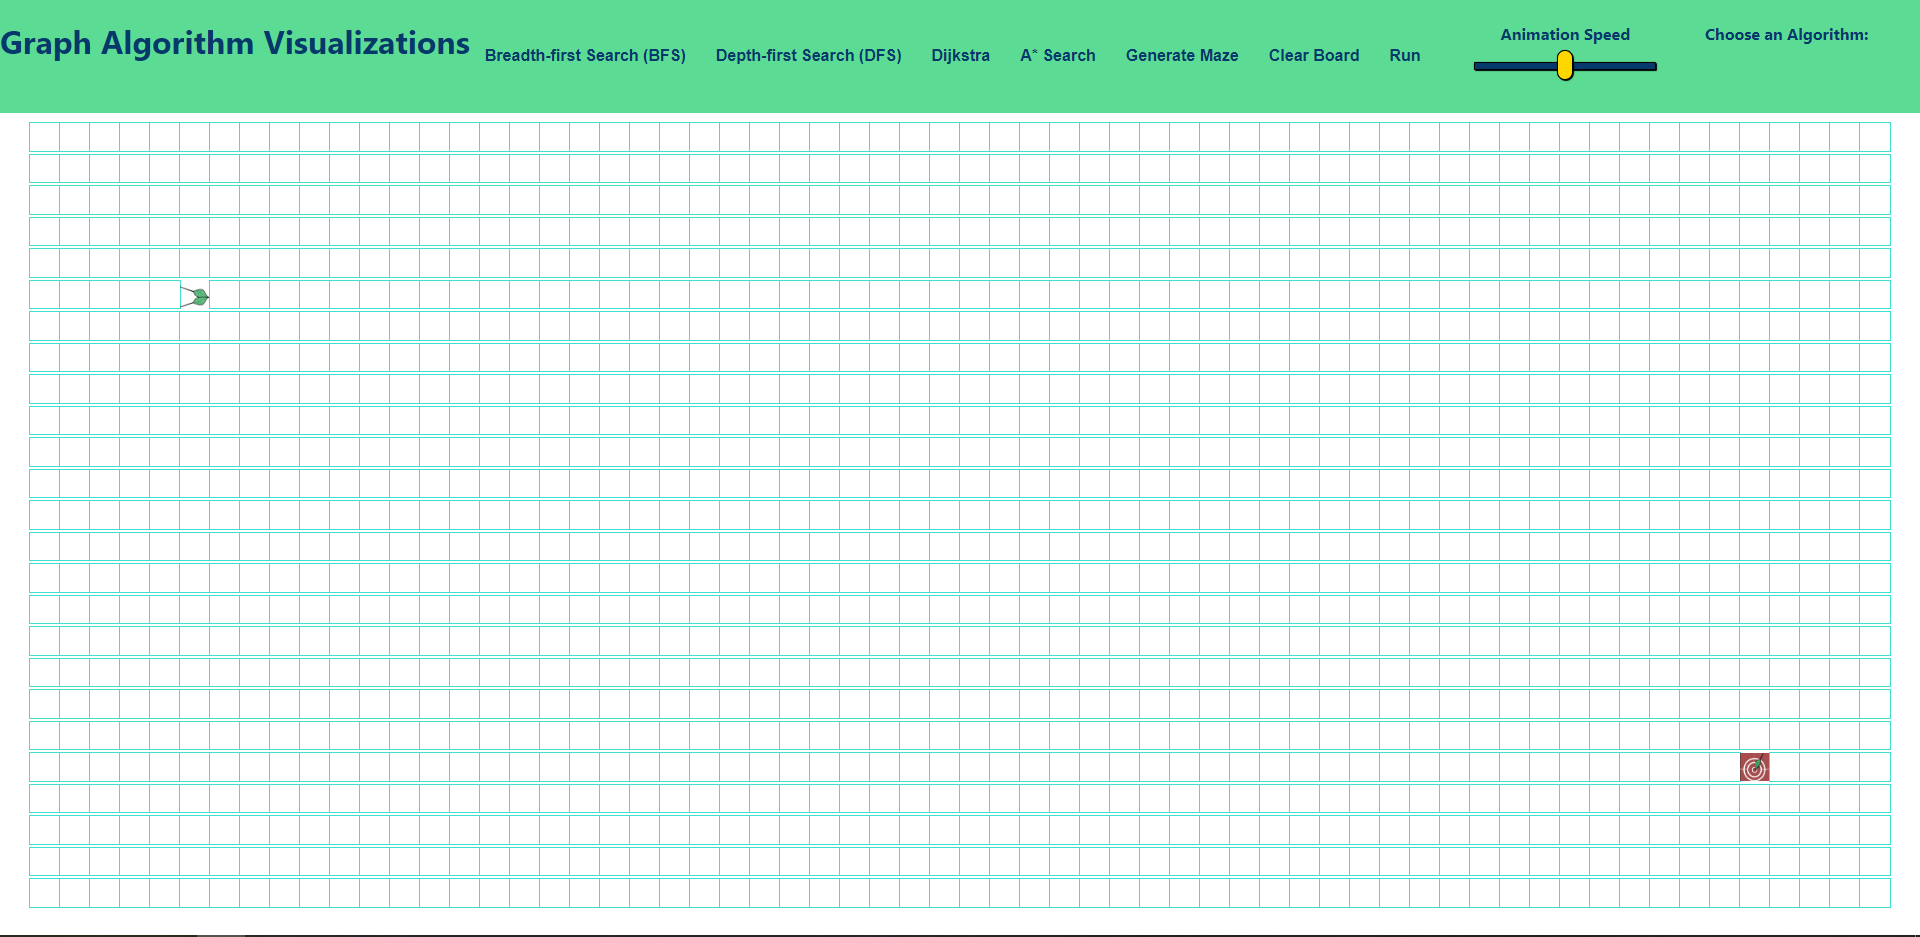 Graph Algorithm Visualizations
Breadth-first Search (BFS)
Depth-first Search (DFS)
Dijkstra
A* Search
Generate Maze
Clear Board
Run
Animation Speed
Choose an Algorithm: